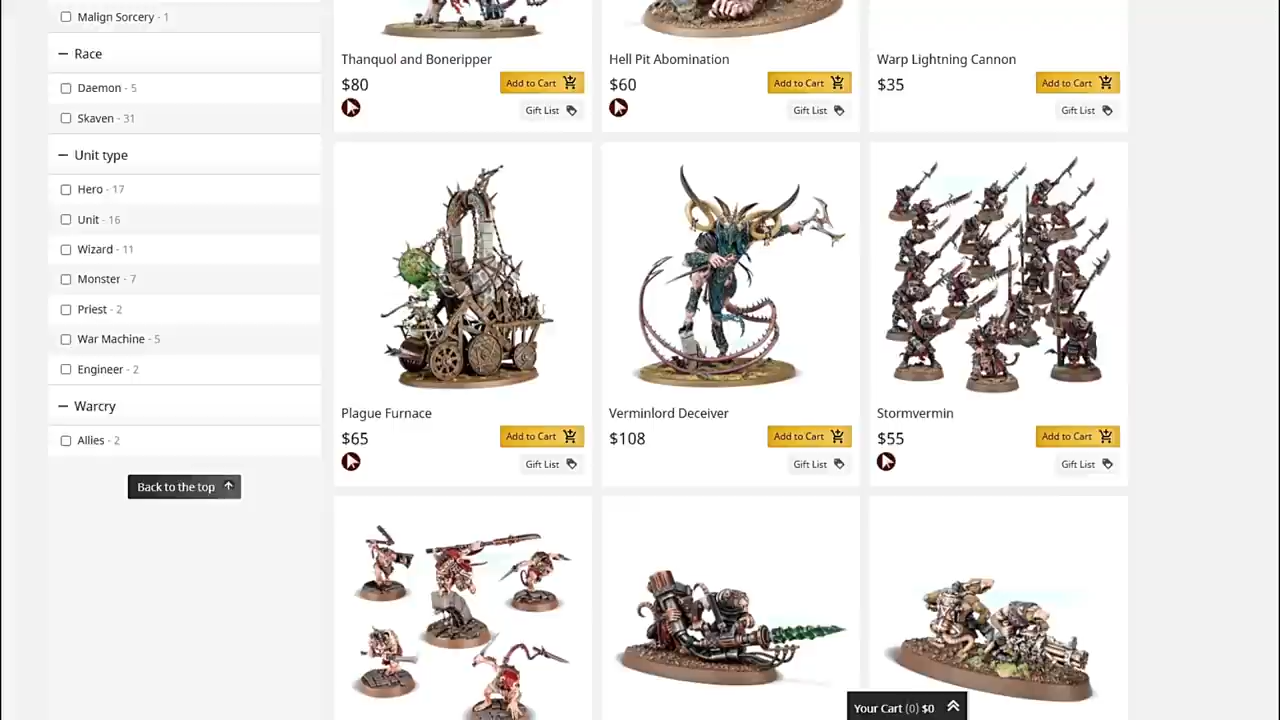 Malign Sorcery - 1
Race
Daemon - 5
Skaven - 31
Unit type
Hero - 17
Unit - 16
Wizard - 11
Monster - 7
Priest - 2
War Machine - 5
Engineer - 2
Warcry
Allies - 2
Back to the top
Thanquol and Boneripper
$80
Add to Cart
Gift List
Hell Pit Abomination
$60
Add to Cart
Gift List
Warp Lightning Cannon
$35
Add to Cart
Gift List
Plague Furnace
$65
Add to Cart
Gift List
Verminlord Deceiver
$108
Add to Cart
Gift List
Stormvermin
$55
Add to Cart
Gift List
Your Cart (0) $0